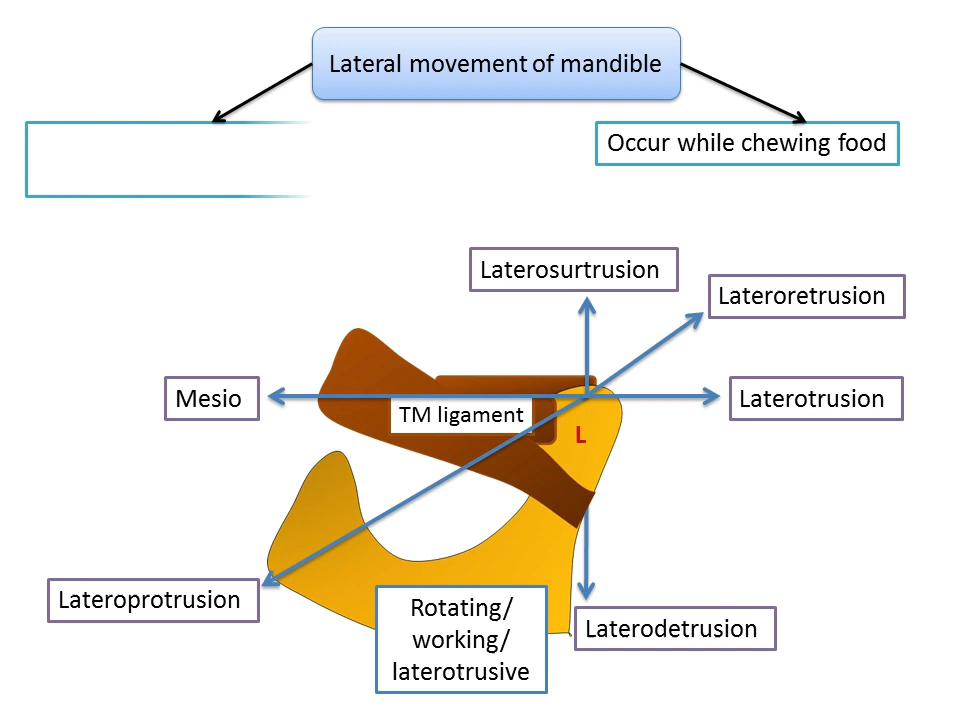 Lateral movement of mandible
Occur while chewing food
Laterosurtrusion
Lateroretrusion
Mesio
Laterotrusion
TM ligament
L
Lateroprotrusion
Rotating/
working/
laterotrusive
Laterodetrusion